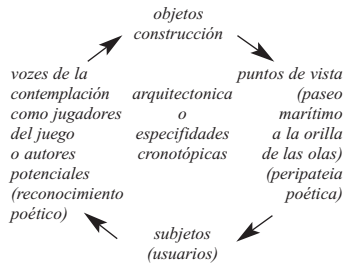 objetos
construcción
vozes de la
contemplación
como jugadores
del juego
o autores
potenciales
(reconocimiento
poético)
arquitectonica
o
especifidades
cronotópicas
puntos de vista
(paseo
marítimo
a la orilla
de las olas)
(peripateia
poética)
subjetos
(usuarios)